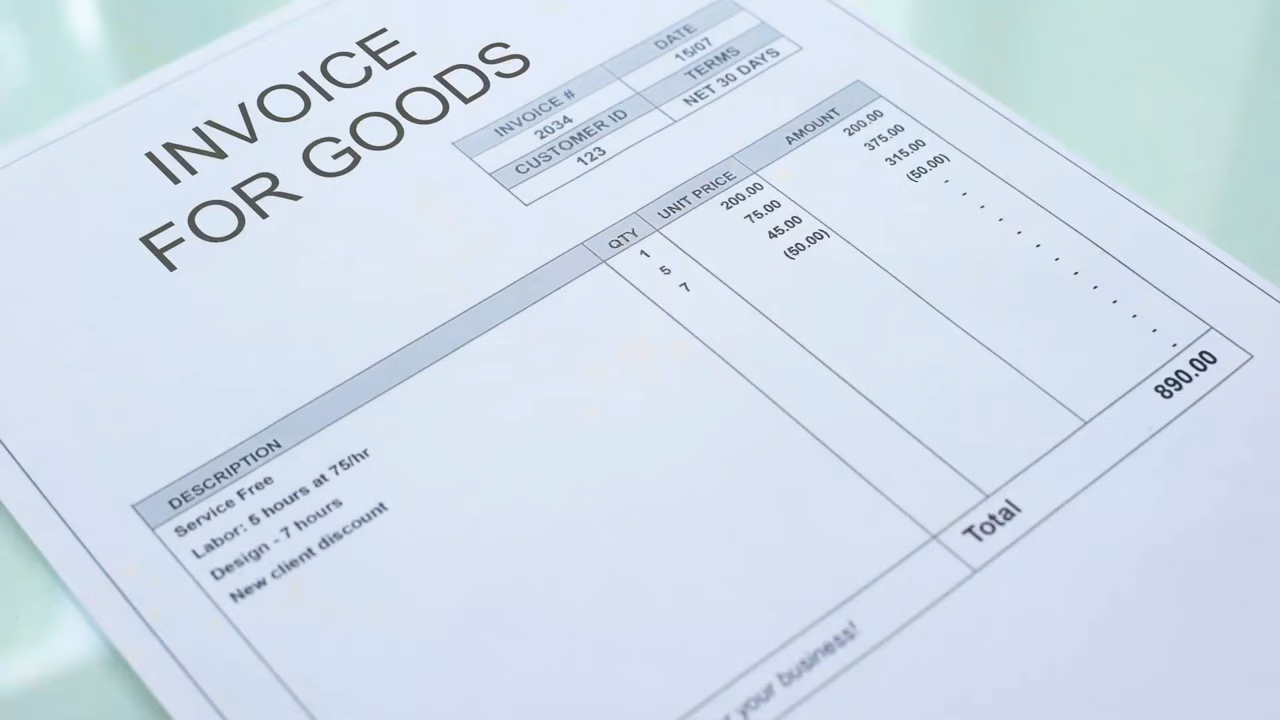 INVOICE
FOR GOODS
INVOICE # DATE
2034 15/07
CUSTOMER ID TERMS
123 NET 30 DAYS
DESCRIPTION QTY UNIT PRICE AMOUNT
Service Free 1 200.00 200.00
Labor: 5 hours at 75/hr 5 75.00 375.00
Design - 7 hours 7 45.00 315.00
New client discount (50.00) (50.00)
-
-
-
-
-
-
-
-
-
-
Total 890.00
your business!